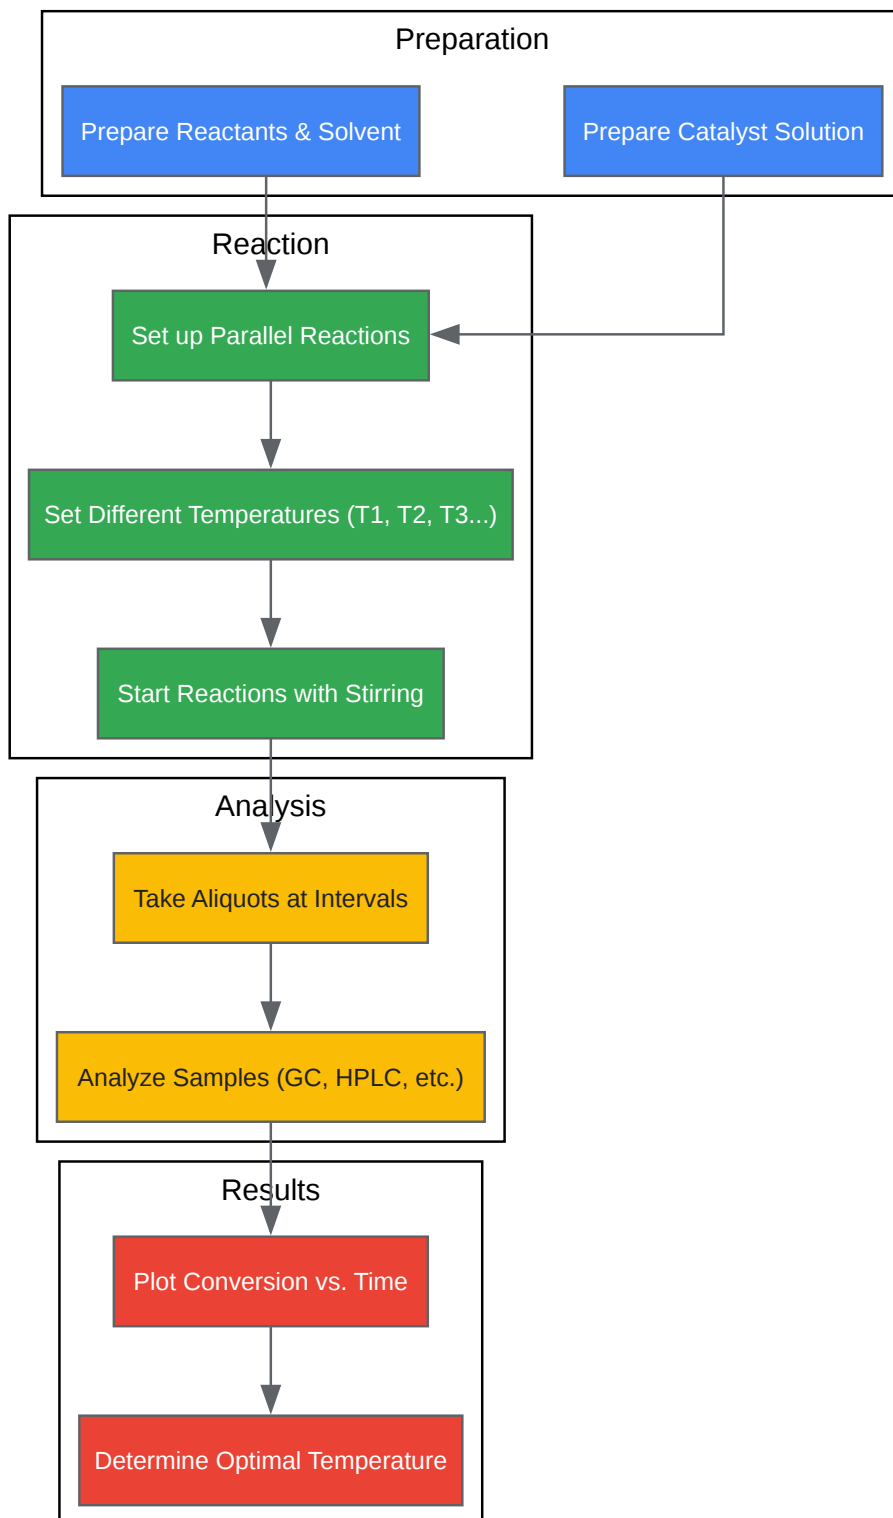 Preparation
Prepare Reactants & Solvent
Prepare Catalyst Solution
Reaction
Set up Parallel Reactions
Set Different Temperatures (T1, T2, T3...)
Start Reactions with Stirring
Analysis
Take Aliquots at Intervals
Analyze Samples (GC, HPLC, etc.)
Results
Plot Conversion vs. Time
Determine Optimal Temperature